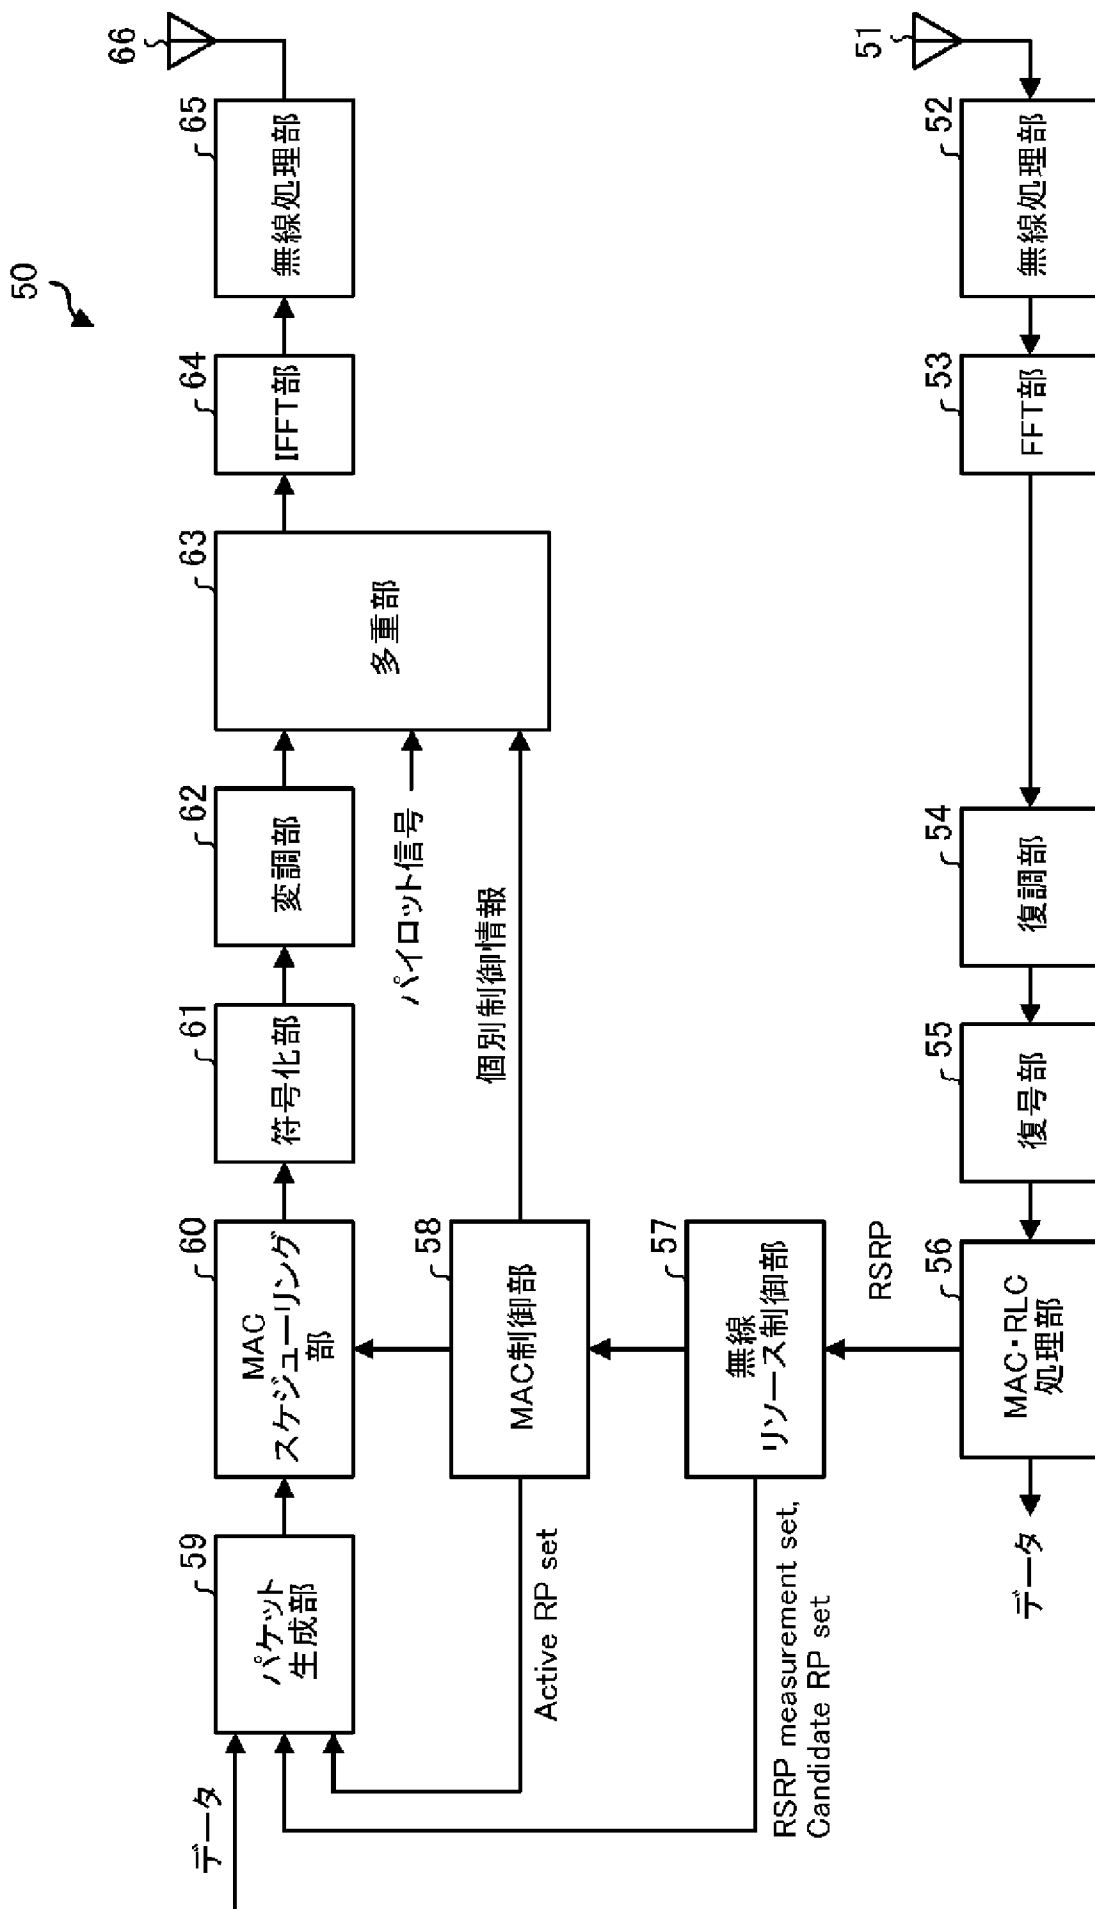 50
データ
59
パケット
生成部
60
MAC
スケジューリング
部
61
符号化部
62
変調部
63
多重部
64
IFFT部
65
無線処理部
66
パイロット信号
個別制御情報
Active RP set
58
MAC制御部
RSRP measurement set,
Candidate RP set
57
無線
リソース制御部
RSRP
データ
56
MAC・RLC
処理部
55
復号部
54
復調部
53
FFT部
52
無線処理部
51